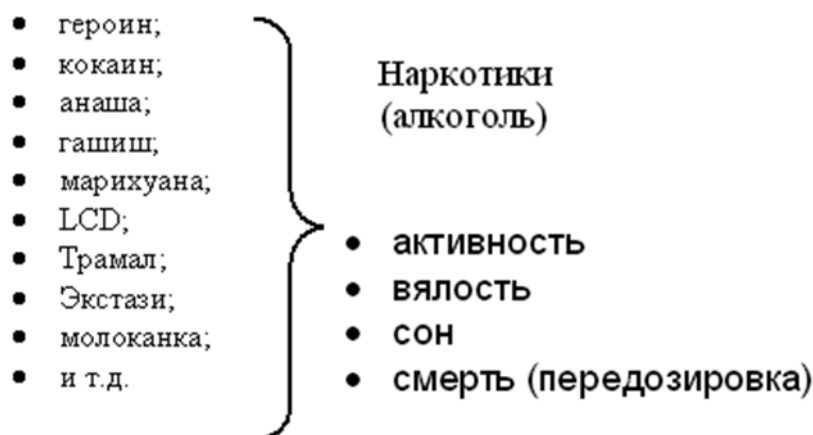 • героин;
• кокаин;
• анаша;
• гашиш;
• марихуана;
• LCD;
• Трамал;
• Экстази;
• молоканка;
• и т.д.
Наркотики
(алкоголь)
• активность
• вялость
• сон
• смерть (передозировка)